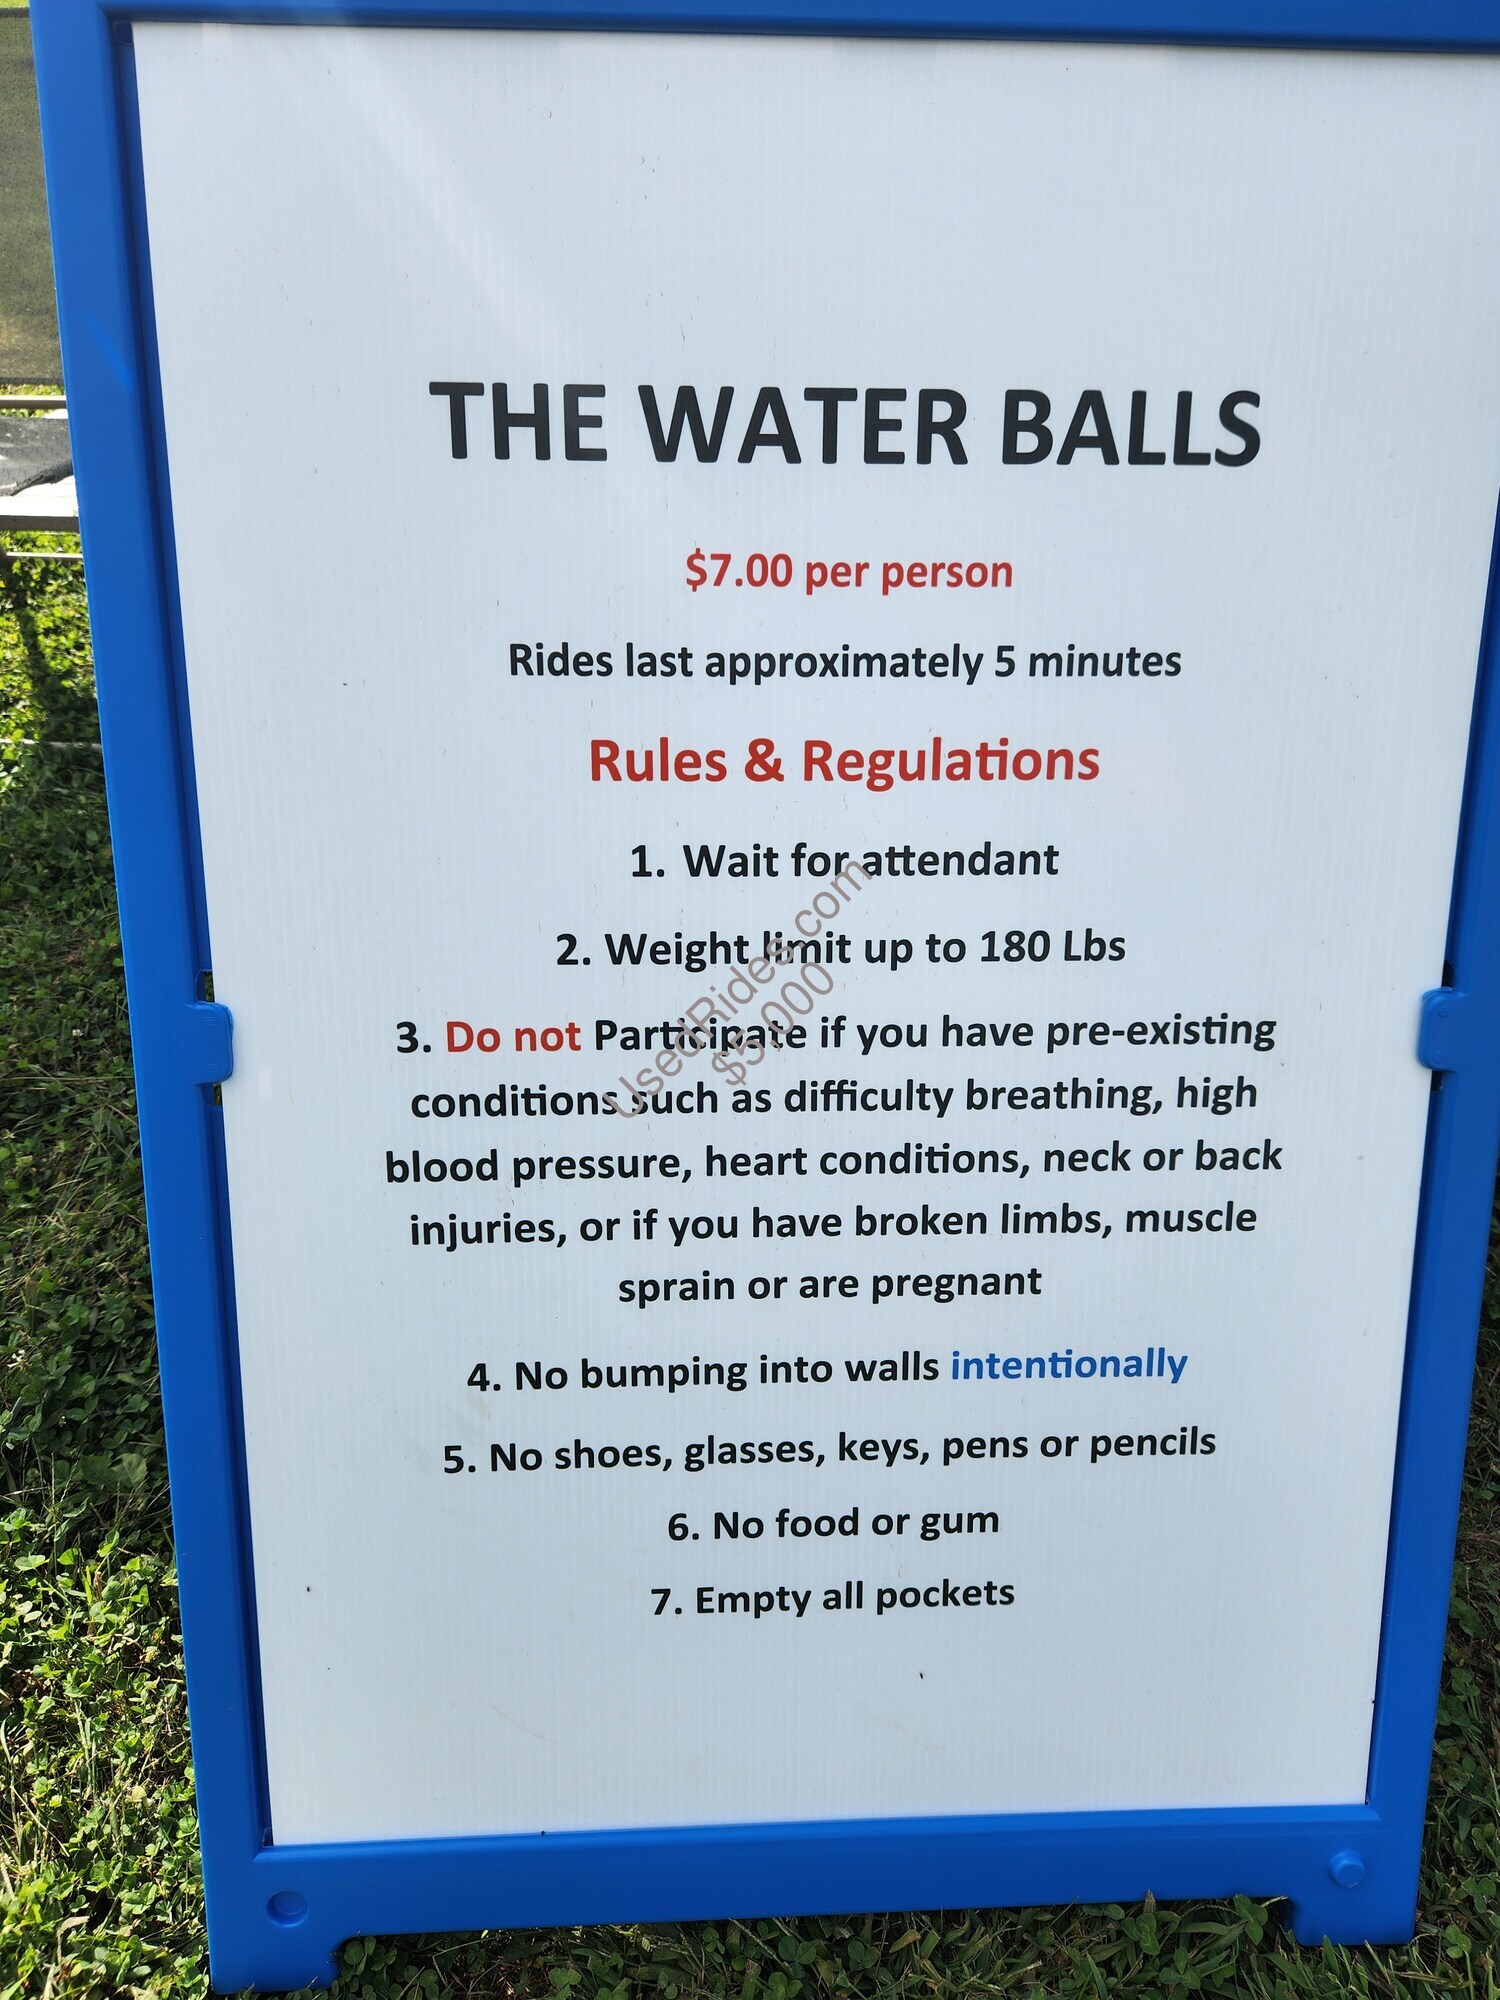 THE WATER BALLS
$7.00 per person
Rides last approximately 5 minutes
Rules & Regulations
1. Wait for attendant
2. Weight limit up to 180 Lbs
3. Do not Participate if you have pre-existing
conditions such as difficulty breathing, high
blood pressure, heart conditions, neck or back
injuries, or if you have broken limbs, muscle
sprain or are pregnant
4. No bumping into walls intentionally
5. No shoes, glasses, keys, pens or pencils
6. No food or gum
7. Empty all pockets
UsedRides.com
$5,000